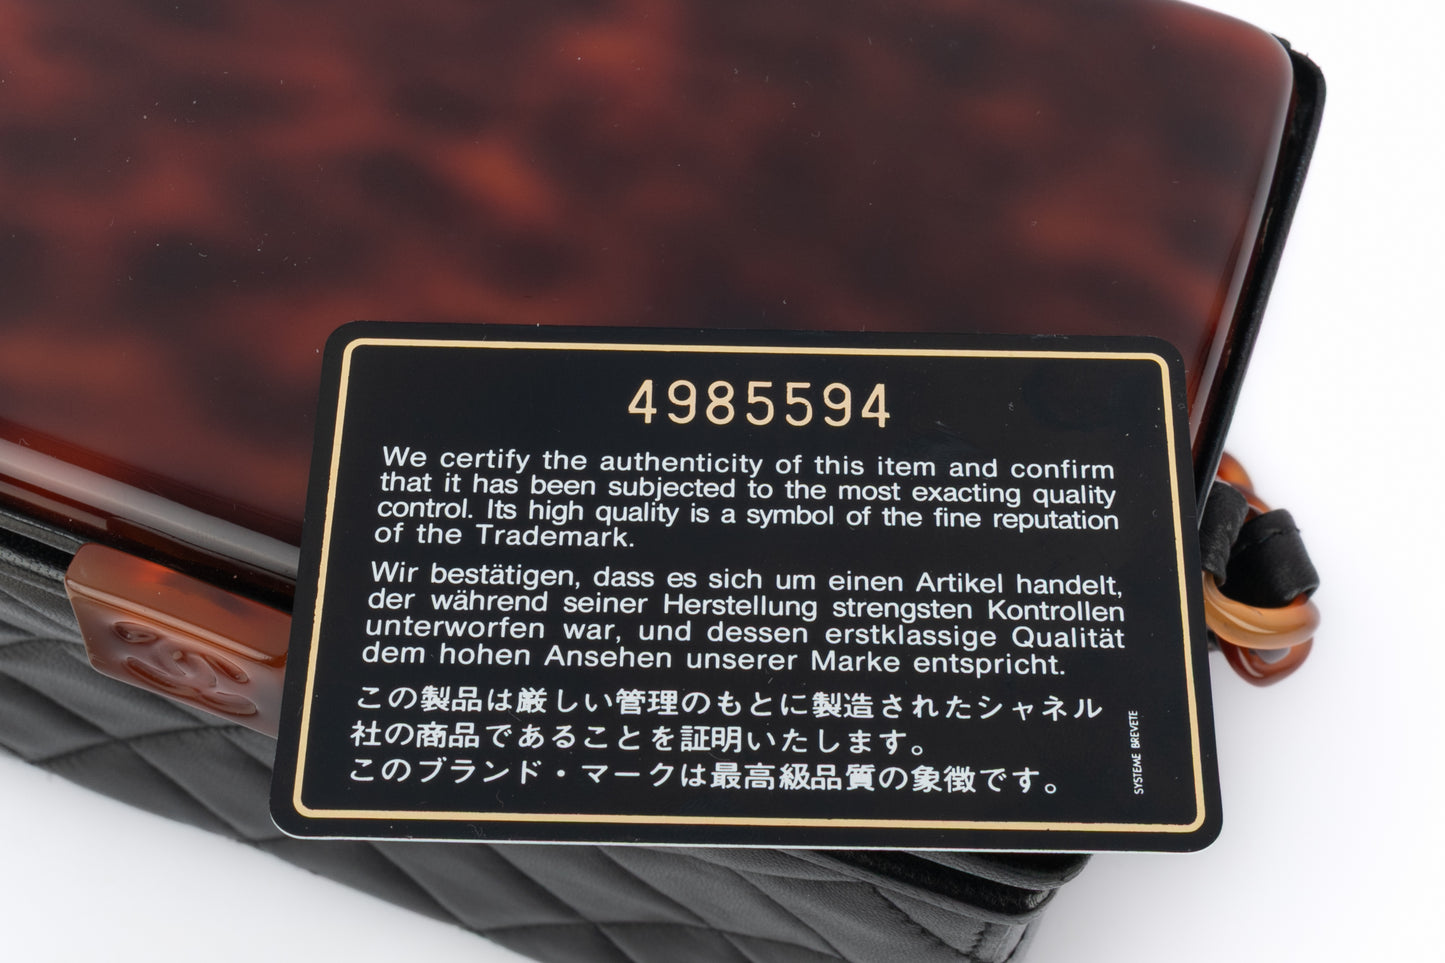 4985594
We certify the authenticity of this item and confirm
that it has been subjected to the most exacting quality
control. Its high quality is a symbol of the fine reputation
of the Trademark.
Wir bestätigen, dass es sich um einen Artikel handelt,
der während seiner Herstellung strengsten Kontrollen
unterworfen war, und dessen erstklassige Qualität
dem hohen Ansehen unserer Marke entspricht.
この製品は厳しい管理のもとに製造されたシャネル
社の商品であることを証明いたします。
このブランド・マークは最高級品質の象徴です。
SYSTEME BREVETE